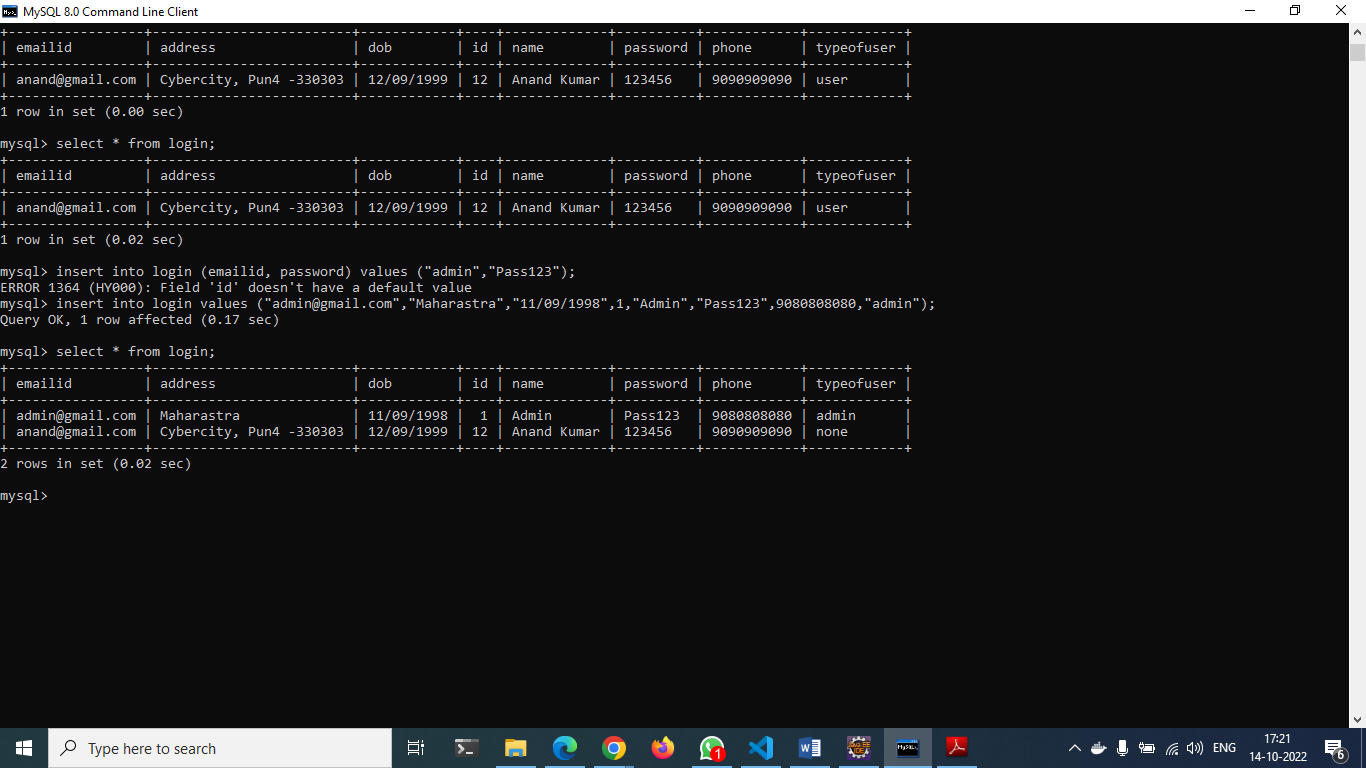 MySQL 8.0 Command Line Client
+-----------------+-------------------------+------------+----+-------------+----------+------------+------------+
| emailid         | address                 | dob        | id | name        | password | phone      | typeofuser |
+-----------------+-------------------------+------------+----+-------------+----------+------------+------------+
| anand@gmail.com | Cybercity, Pun4 -330303 | 12/09/1999 | 12 | Anand Kumar | 123456   | 9090909090 | user       |
+-----------------+-------------------------+------------+----+-------------+----------+------------+------------+
1 row in set (0.00 sec)
mysql> select * from login;
+-----------------+-------------------------+------------+----+-------------+----------+------------+------------+
| emailid         | address                 | dob        | id | name        | password | phone      | typeofuser |
+-----------------+-------------------------+------------+----+-------------+----------+------------+------------+
| anand@gmail.com | Cybercity, Pun4 -330303 | 12/09/1999 | 12 | Anand Kumar | 123456   | 9090909090 | user       |
+-----------------+-------------------------+------------+----+-------------+----------+------------+------------+
1 row in set (0.02 sec)
mysql> insert into login (emailid, password) values ("admin","Pass123");
ERROR 1364 (HY000): Field 'id' doesn't have a default value
mysql> insert into login values ("admin@gmail.com","Maharastra","11/09/1998",1,"Admin","Pass123",9080808080,"admin");
Query OK, 1 row affected (0.17 sec)
mysql> select * from login;
+-----------------+-------------------------+------------+----+-------------+----------+------------+------------+
| emailid         | address                 | dob        | id | name        | password | phone      | typeofuser |
+-----------------+-------------------------+------------+----+-------------+----------+------------+------------+
| admin@gmail.com | Maharastra              | 11/09/1998 |  1 | Admin       | Pass123  | 9080808080 | admin      |
| anand@gmail.com | Cybercity, Pun4 -330303 | 12/09/1999 | 12 | Anand Kumar | 123456   | 9090909090 | none       |
+-----------------+-------------------------+------------+----+-------------+----------+------------+------------+
2 rows in set (0.02 sec)
mysql>
Type here to search
1
ENG
17:21
14-10-2022
6